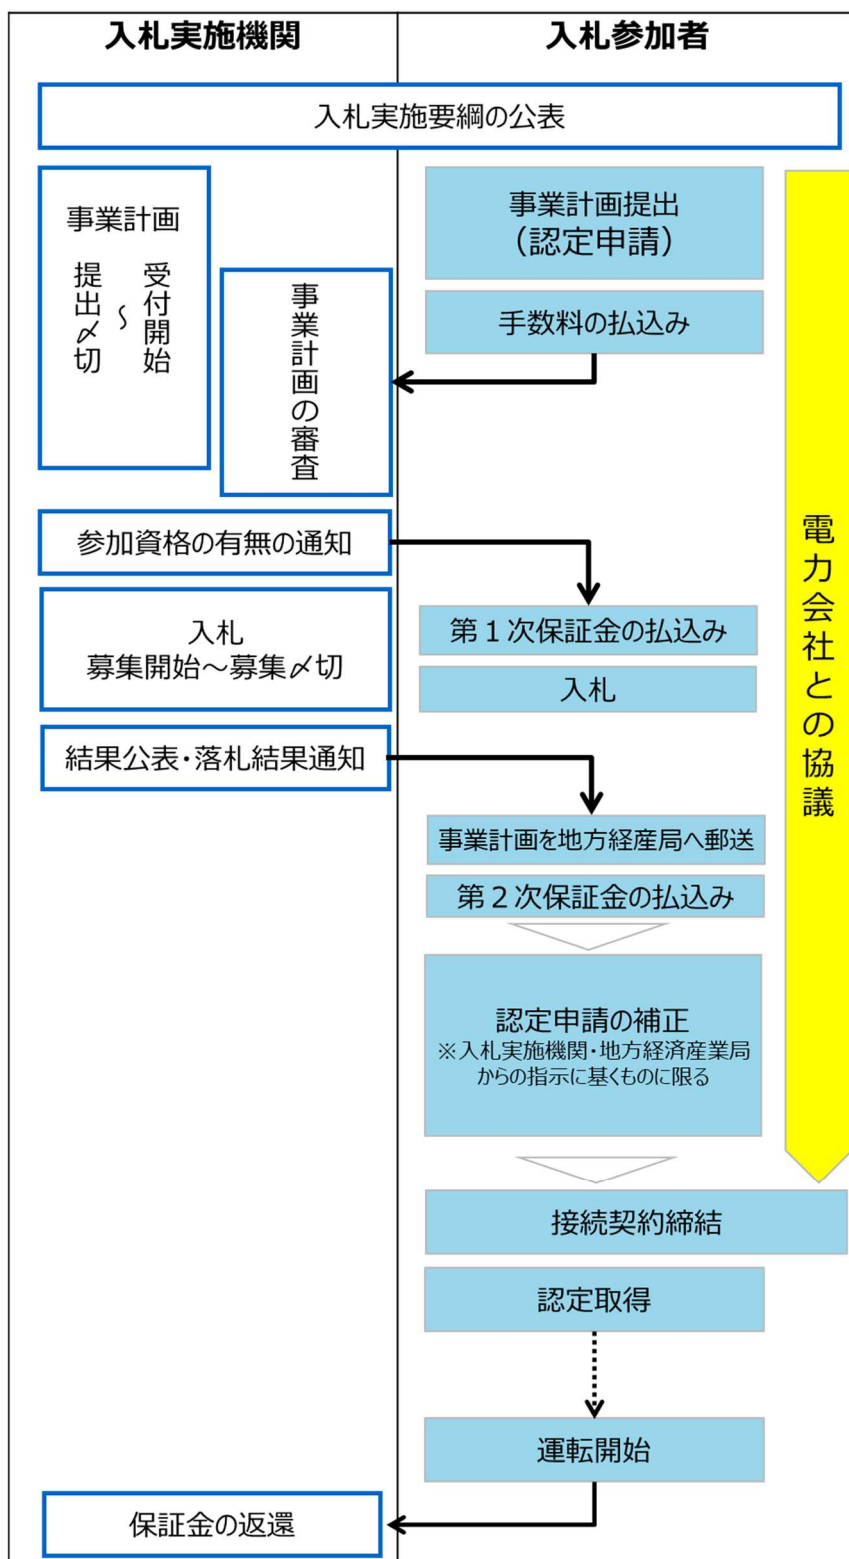 入札実施機関
入札参加者
入札実施要綱の公表
事業計画
受付開始
～
提出〆切
事業計画の審査
事業計画提出
（認定申請）
手数料の払込み
参加資格の有無の通知
第１次保証金の払込み
入札
募集開始～募集〆切
入札
結果公表・落札結果通知
事業計画を地方経産局へ郵送
第２次保証金の払込み
認定申請の補正
※入札実施機関・地方経済産業局
からの指示に基くものに限る
電力会社との協議
接続契約締結
認定取得
運転開始
保証金の返還